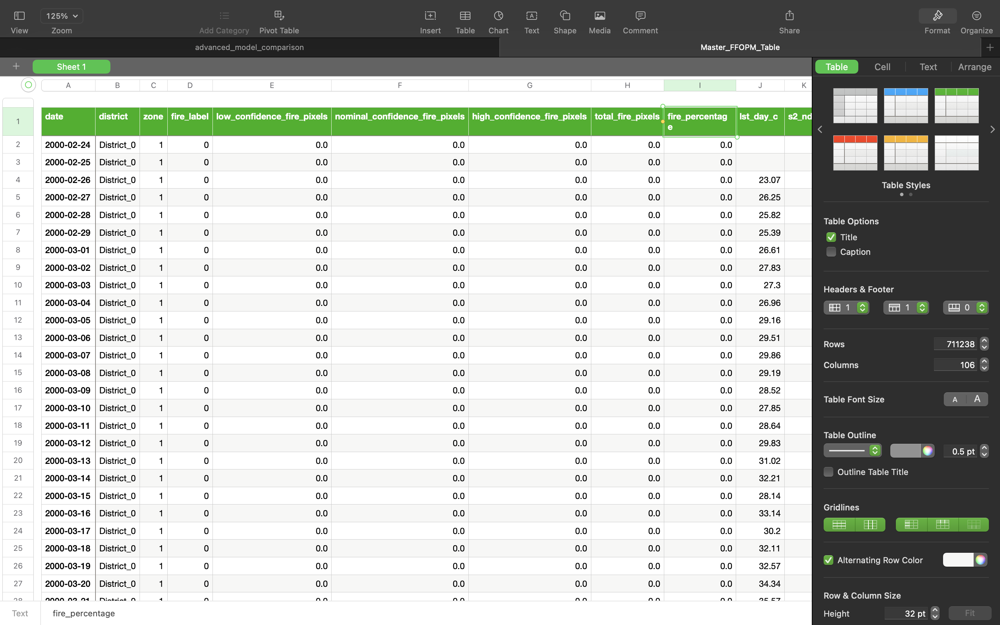 125%
View Zoom Add Category Pivot Table Insert Table Chart Text Shape Media Comment Share Format Organize
advanced_model_comparison Master_FFOPM_Table
Sheet 1
Table Cell Text Arrange
A B C D E F G H I J K
1 date district zone fire_label low_confidence_fire_pixels nominal_confidence_fire_pixels high_confidence_fire_pixels total_fire_pixels fire_percentag lst_day_c s2_nd
e
2 2000-02-24 District_0 1 0 0.0 0.0 0.0 0.0 0.0
3 2000-02-25 District_0 1 0 0.0 0.0 0.0 0.0 0.0
4 2000-02-26 District_0 1 0 0.0 0.0 0.0 0.0 0.0 23.07
5 2000-02-27 District_0 1 0 0.0 0.0 0.0 0.0 0.0 26.25
6 2000-02-28 District_0 1 0 0.0 0.0 0.0 0.0 0.0 25.82
7 2000-02-29 District_0 1 0 0.0 0.0 0.0 0.0 0.0 25.39
8 2000-03-01 District_0 1 0 0.0 0.0 0.0 0.0 0.0 26.61
9 2000-03-02 District_0 1 0 0.0 0.0 0.0 0.0 0.0 27.83
10 2000-03-03 District_0 1 0 0.0 0.0 0.0 0.0 0.0 27.3
11 2000-03-04 District_0 1 0 0.0 0.0 0.0 0.0 0.0 26.96
12 2000-03-05 District_0 1 0 0.0 0.0 0.0 0.0 0.0 29.16
13 2000-03-06 District_0 1 0 0.0 0.0 0.0 0.0 0.0 29.51
14 2000-03-07 District_0 1 0 0.0 0.0 0.0 0.0 0.0 29.86
15 2000-03-08 District_0 1 0 0.0 0.0 0.0 0.0 0.0 29.19
16 2000-03-09 District_0 1 0 0.0 0.0 0.0 0.0 0.0 28.52
17 2000-03-10 District_0 1 0 0.0 0.0 0.0 0.0 0.0 27.85
18 2000-03-11 District_0 1 0 0.0 0.0 0.0 0.0 0.0 28.64
19 2000-03-12 District_0 1 0 0.0 0.0 0.0 0.0 0.0 29.83
20 2000-03-13 District_0 1 0 0.0 0.0 0.0 0.0 0.0 31.02
21 2000-03-14 District_0 1 0 0.0 0.0 0.0 0.0 0.0 32.21
22 2000-03-15 District_0 1 0 0.0 0.0 0.0 0.0 0.0 28.14
23 2000-03-16 District_0 1 0 0.0 0.0 0.0 0.0 0.0 33.14
24 2000-03-17 District_0 1 0 0.0 0.0 0.0 0.0 0.0 30.2
25 2000-03-18 District_0 1 0 0.0 0.0 0.0 0.0 0.0 32.11
26 2000-03-19 District_0 1 0 0.0 0.0 0.0 0.0 0.0 32.57
27 2000-03-20 District_0 1 0 0.0 0.0 0.0 0.0 0.0 34.34
Text fire_percentage
Table Styles
Table Options
Title
Caption
Headers & Footer
1 1 0
Rows 711238
Columns 106
Table Font Size A A
Table Outline
0.5 pt
Outline Table Title
Gridlines
Alternating Row Color
Row & Column Size
Height 32 pt Fit